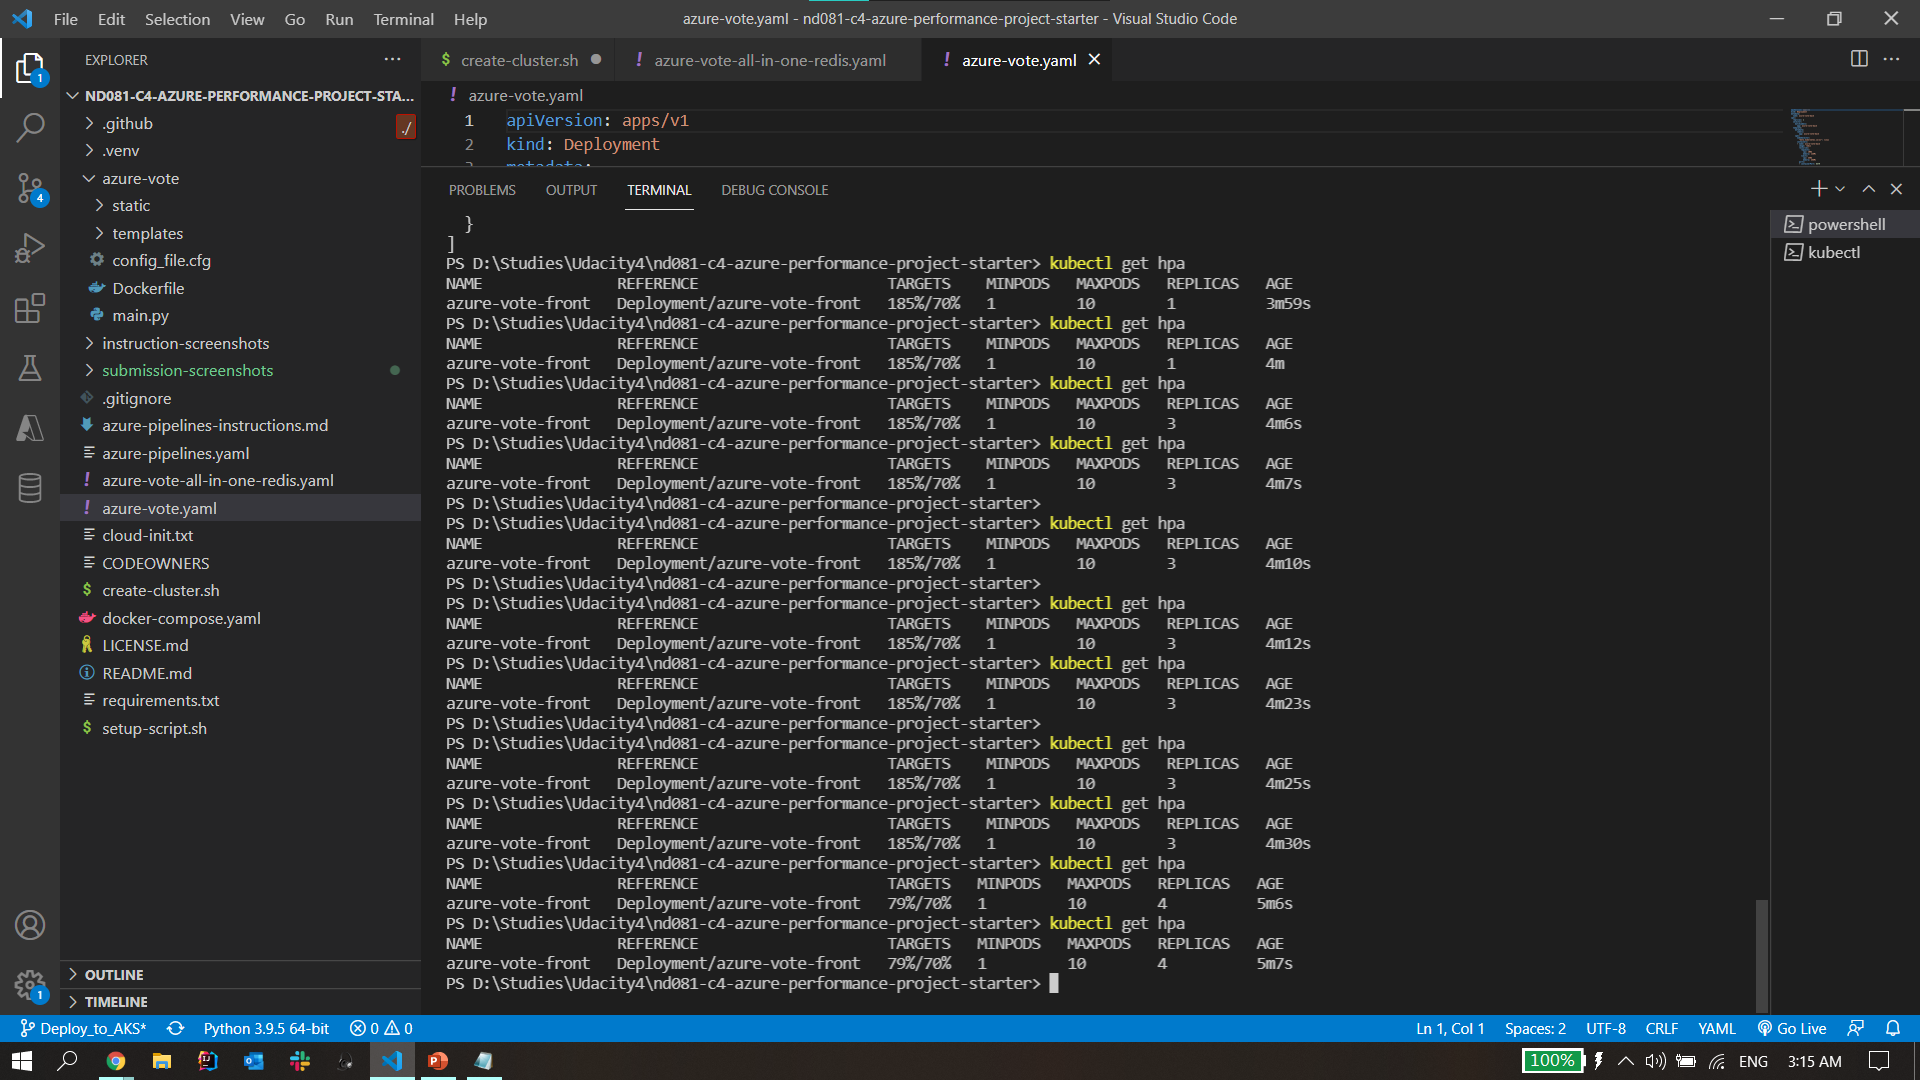 File Edit Selection View Go Run Terminal Help
azure-vote.yaml - nd081-c4-azure-performance-project-starter - Visual Studio Code
EXPLORER
ND081-C4-AZURE-PERFORMANCE-PROJECT-STA...
.github
./
.venv
azure-vote
static
templates
config_file.cfg
Dockerfile
main.py
instruction-screenshots
submission-screenshots
.gitignore
azure-pipelines-instructions.md
azure-pipelines.yaml
azure-vote-all-in-one-redis.yaml
azure-vote.yaml
cloud-init.txt
CODEOWNERS
create-cluster.sh
docker-compose.yaml
LICENSE.md
README.md
requirements.txt
setup-script.sh
OUTLINE
TIMELINE
1
4
1
create-cluster.sh
azure-vote-all-in-one-redis.yaml
azure-vote.yaml
azure-vote.yaml
1 apiVersion: apps/v1
2 kind: Deployment
PROBLEMS OUTPUT TERMINAL DEBUG CONSOLE
powershell
kubectl
}
]
PS D:\Studies\Udacity4\nd081-c4-azure-performance-project-starter> kubectl get hpa
NAME REFERENCE TARGETS MINPODS MAXPODS REPLICAS AGE
azure-vote-front Deployment/azure-vote-front 185%/70% 1 10 1 3m59s
PS D:\Studies\Udacity4\nd081-c4-azure-performance-project-starter> kubectl get hpa
NAME REFERENCE TARGETS MINPODS MAXPODS REPLICAS AGE
azure-vote-front Deployment/azure-vote-front 185%/70% 1 10 1 4m
PS D:\Studies\Udacity4\nd081-c4-azure-performance-project-starter> kubectl get hpa
NAME REFERENCE TARGETS MINPODS MAXPODS REPLICAS AGE
azure-vote-front Deployment/azure-vote-front 185%/70% 1 10 3 4m6s
PS D:\Studies\Udacity4\nd081-c4-azure-performance-project-starter> kubectl get hpa
NAME REFERENCE TARGETS MINPODS MAXPODS REPLICAS AGE
azure-vote-front Deployment/azure-vote-front 185%/70% 1 10 3 4m7s
PS D:\Studies\Udacity4\nd081-c4-azure-performance-project-starter>
PS D:\Studies\Udacity4\nd081-c4-azure-performance-project-starter> kubectl get hpa
NAME REFERENCE TARGETS MINPODS MAXPODS REPLICAS AGE
azure-vote-front Deployment/azure-vote-front 185%/70% 1 10 3 4m10s
PS D:\Studies\Udacity4\nd081-c4-azure-performance-project-starter>
PS D:\Studies\Udacity4\nd081-c4-azure-performance-project-starter> kubectl get hpa
NAME REFERENCE TARGETS MINPODS MAXPODS REPLICAS AGE
azure-vote-front Deployment/azure-vote-front 185%/70% 1 10 3 4m12s
PS D:\Studies\Udacity4\nd081-c4-azure-performance-project-starter> kubectl get hpa
NAME REFERENCE TARGETS MINPODS MAXPODS REPLICAS AGE
azure-vote-front Deployment/azure-vote-front 185%/70% 1 10 3 4m23s
PS D:\Studies\Udacity4\nd081-c4-azure-performance-project-starter>
PS D:\Studies\Udacity4\nd081-c4-azure-performance-project-starter> kubectl get hpa
NAME REFERENCE TARGETS MINPODS MAXPODS REPLICAS AGE
azure-vote-front Deployment/azure-vote-front 185%/70% 1 10 3 4m25s
PS D:\Studies\Udacity4\nd081-c4-azure-performance-project-starter> kubectl get hpa
NAME REFERENCE TARGETS MINPODS MAXPODS REPLICAS AGE
azure-vote-front Deployment/azure-vote-front 185%/70% 1 10 3 4m30s
PS D:\Studies\Udacity4\nd081-c4-azure-performance-project-starter> kubectl get hpa
NAME REFERENCE TARGETS MINPODS MAXPODS REPLICAS AGE
azure-vote-front Deployment/azure-vote-front 79%/70% 1 10 4 5m6s
PS D:\Studies\Udacity4\nd081-c4-azure-performance-project-starter> kubectl get hpa
NAME REFERENCE TARGETS MINPODS MAXPODS REPLICAS AGE
azure-vote-front Deployment/azure-vote-front 79%/70% 1 10 4 5m7s
PS D:\Studies\Udacity4\nd081-c4-azure-performance-project-starter>
Deploy_to_AKS* Python 3.9.5 64-bit 0 0 Ln 1, Col 1 Spaces: 2 UTF-8 CRLF YAML Go Live
100% ENG 3:15 AM